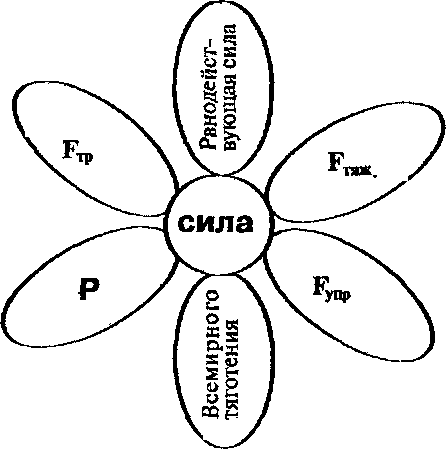 Равнодейст-
вующая сила
Fтр
Fтяж.
сила
P
Fупр
Всемирного
тяготения